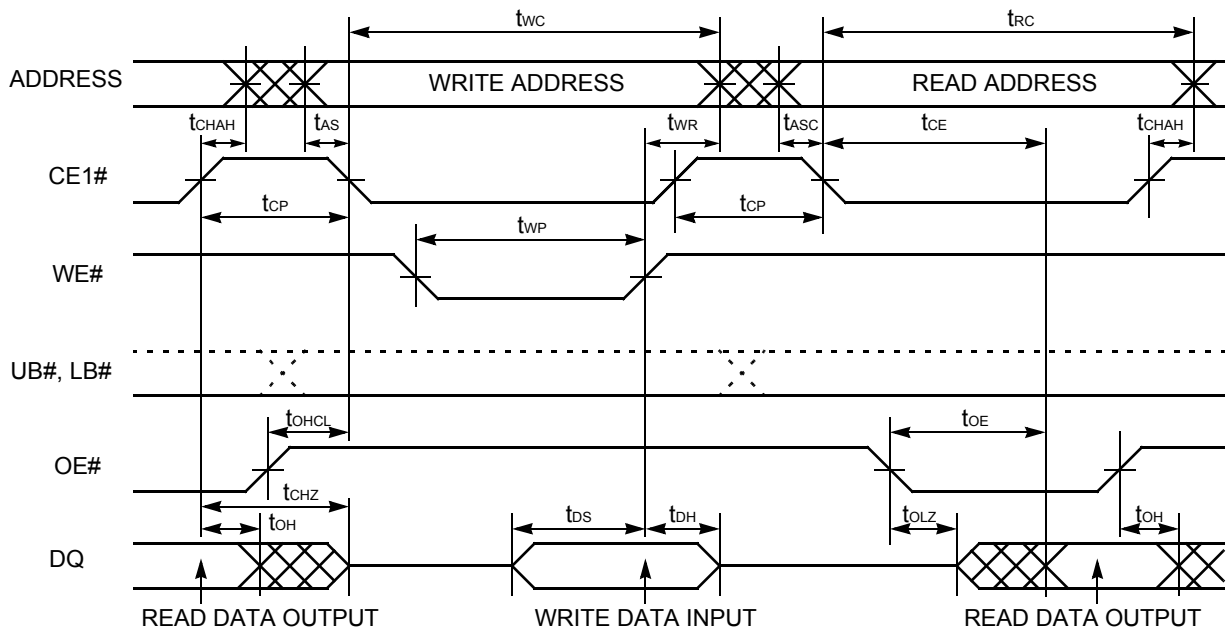 tWC
tRC
ADDRESS
WRITE ADDRESS
READ ADDRESS
tCHAH
tAS
tWR
tASC
tCE
tCHAH
CE1#
tCP
tCP
tWP
WE#
UB#, LB#
tOHCL
tOE
OE#
tCHZ
tOH
tDS
tDH
tOLZ
tOH
DQ
READ DATA OUTPUT
WRITE DATA INPUT
READ DATA OUTPUT